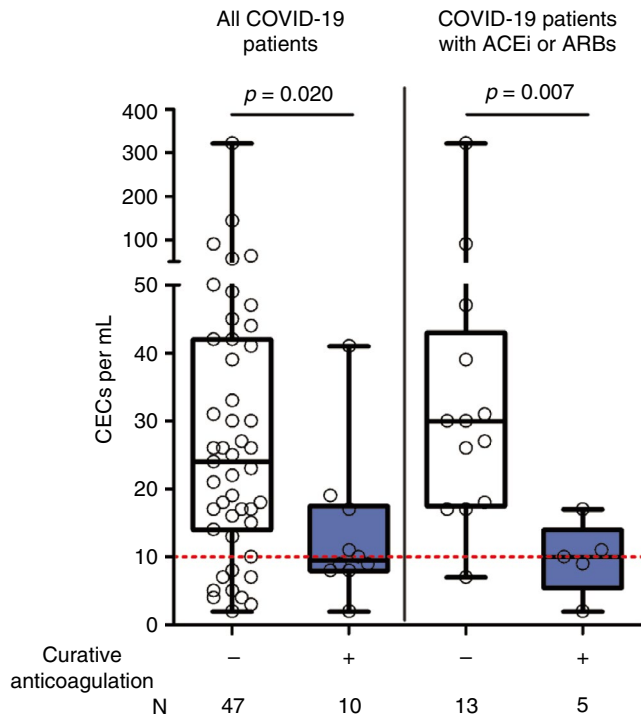 All COVID-19
patients
COVID-19 patients
with ACEi or ARBs
p = 0.020
p = 0.007
400
300
200
100
50
40
30
20
10
0
CECs per mL
Curative
anticoagulation
− + − +
N 47 10 13 5